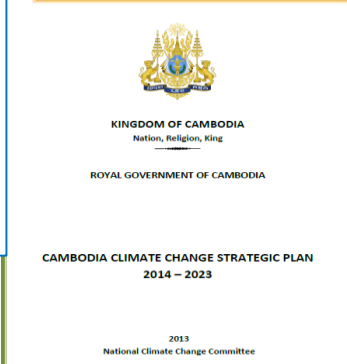 KINGDOM OF CAMBODIA
Nation, Religion, King
ROYAL GOVERNMENT OF CAMBODIA
CAMBODIA CLIMATE CHANGE STRATEGIC PLAN
2014 – 2023
2013
National Climate Change Committee